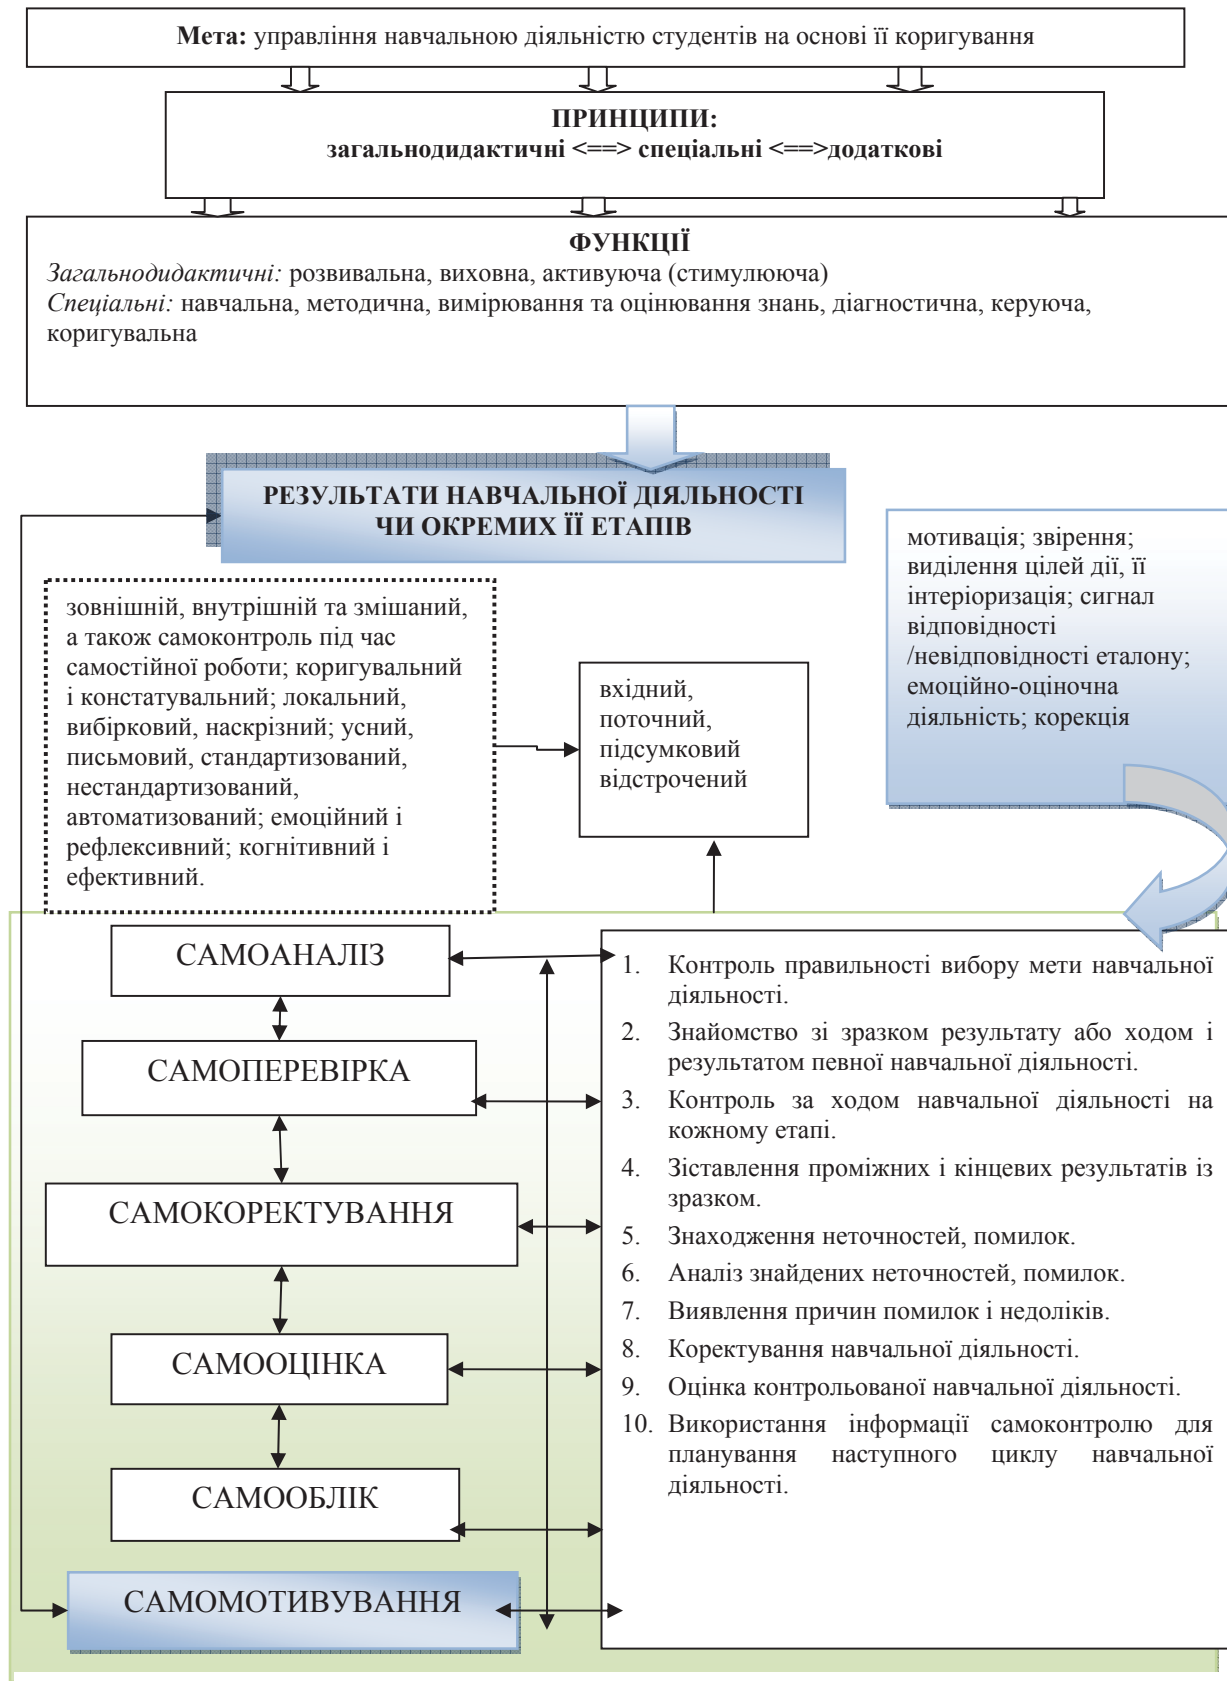 Мета: управління навчальною діяльністю студентів на основі її коригування
ПРИНЦИПИ:
загальнодидактичні <==> спеціальні <==>додаткові
ФУНКЦІЇ
Загальнодидактичні: розвивальна, виховна, активуюча (стимулююча)
Спеціальні: навчальна, методична, вимірювання та оцінювання знань, діагностична, керуюча,
коригувальна
РЕЗУЛЬТАТИ НАВЧАЛЬНОЇ ДІЯЛЬНОСТІ
ЧИ ОКРЕМИХ ЇЇ ЕТАПІВ
зовнішній, внутрішній та змішаний,
а також самоконтроль під час
самостійної роботи; коригувальний
і констатувальний; локальний,
вибірковий, наскрізний; усний,
письмовий, стандартизований,
нестандартизований,
автоматизований; емоційний і
рефлексивний; когнітивний і
ефективний.
вхідний,
поточний,
підсумковий
відстрочений
мотивація; звірення;
виділення цілей дії, її
інтеріоризація; сигнал
відповідності
/невідповідності еталону;
емоційно-оціночна
діяльність; корекція
САМОАНАЛІЗ
САМОПЕРЕВІРКА
САМОКОРЕКТУВАННЯ
САМООЦІНКА
САМООБЛІК
САМОМОТИВУВАННЯ
1. Контроль правильності вибору мети навчальної
діяльності.
2. Знайомство зі зразком результату або ходом і
результатом певної навчальної діяльності.
3. Контроль за ходом навчальної діяльності на
кожному етапі.
4. Зіставлення проміжних і кінцевих результатів із
зразком.
5. Знаходження неточностей, помилок.
6. Аналіз знайдених неточностей, помилок.
7. Виявлення причин помилок і недоліків.
8. Коректування навчальної діяльності.
9. Оцінка контрольованої навчальної діяльності.
10. Використання інформації самоконтролю для
планування наступного циклу навчальної
діяльності.